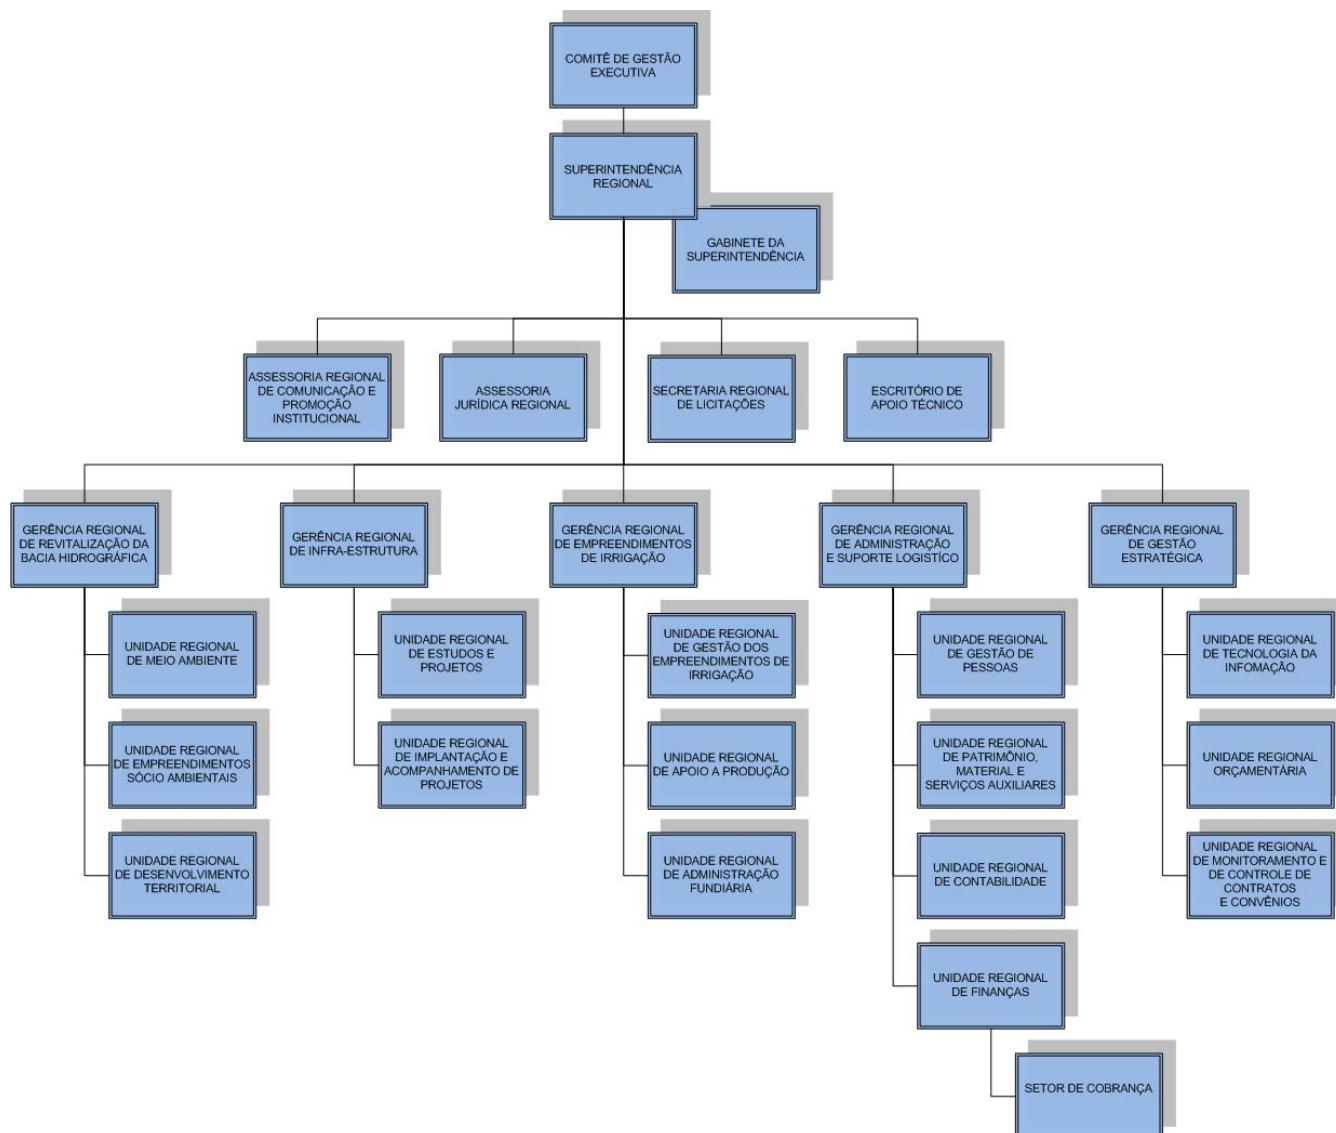 COMITÊ DE GESTÃO
EXECUTIVA
SUPERINTENDÊNCIA
REGIONAL
GABINETE DA
SUPERINTENDÊNCIA
ASSESSORIA REGIONAL
DE COMUNICAÇÃO E
PROMOÇÃO
INSTITUCIONAL
ASSESSORIA
JURÍDICA REGIONAL
SECRETARIA REGIONAL
DE LICITAÇÕES
ESCRITÓRIO DE
APOIO TÉCNICO
GERÊNCIA REGIONAL
DE REVITALIZAÇÃO DA
BACIA HIDROGRÁFICA
GERÊNCIA REGIONAL
DE INFRA-ESTRUTURA
GERÊNCIA REGIONAL
DE EMPREENDIMENTOS
DE IRRIGAÇÃO
GERÊNCIA REGIONAL
DE ADMINISTRAÇÃO
E SUPORTE LOGISTÍCO
GERÊNCIA REGIONAL
DE GESTÃO
ESTRATÉGICA
UNIDADE REGIONAL
DE MEIO AMBIENTE
UNIDADE REGIONAL
DE ESTUDOS E
PROJETOS
UNIDADE REGIONAL
DE GESTÃO DOS
EMPREENDIMENTOS DE
IRRIGAÇÃO
UNIDADE REGIONAL
DE GESTÃO DE
PESSOAS
UNIDADE REGIONAL
DE TECNOLOGIA DA
INFOMAÇÃO
UNIDADE REGIONAL
DE EMPREENDIMENTOS
SÓCIO AMBIENTAIS
UNIDADE REGIONAL
DE IMPLANTAÇÃO E
ACOMPANHAMENTO DE
PROJETOS
UNIDADE REGIONAL
DE APOIO A PRODUÇÃO
UNIDADE REGIONAL
DE PATRIMÔNIO,
MATERIAL E
SERVIÇOS AUXILIARES
UNIDADE REGIONAL
ORÇAMENTÁRIA
UNIDADE REGIONAL
DE DESENVOLVIMENTO
TERRITORIAL
UNIDADE REGIONAL
DE ADMINISTRAÇÃO
FUNDIÁRIA
UNIDADE REGIONAL
DE CONTABILIDADE
UNIDADE REGIONAL
DE MONITORAMENTO E
DE CONTROLE DE
CONTRATOS
E CONVÊNIOS
UNIDADE REGIONAL
DE FINANÇAS
SETOR DE COBRANÇA